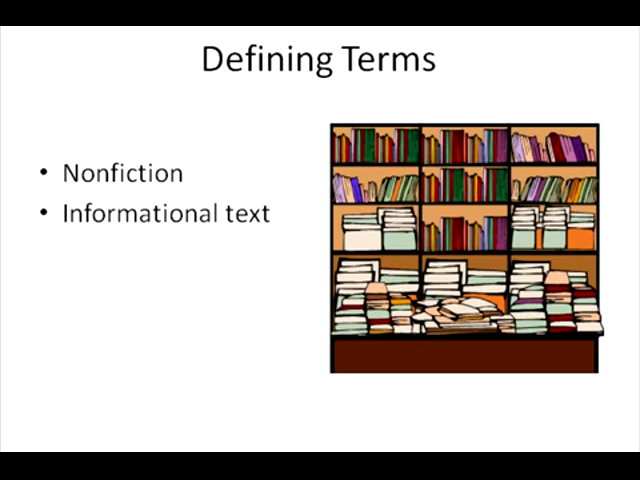 Defining Terms
• Nonfiction
• Informational text